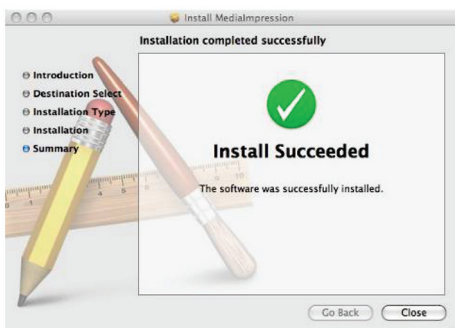 Install MediaImpression
Installation completed successfully
Introduction
Destination Select
Installation Type
Installation
Summary
Install Succeeded
The software was successfully installed.
Go Back
Close